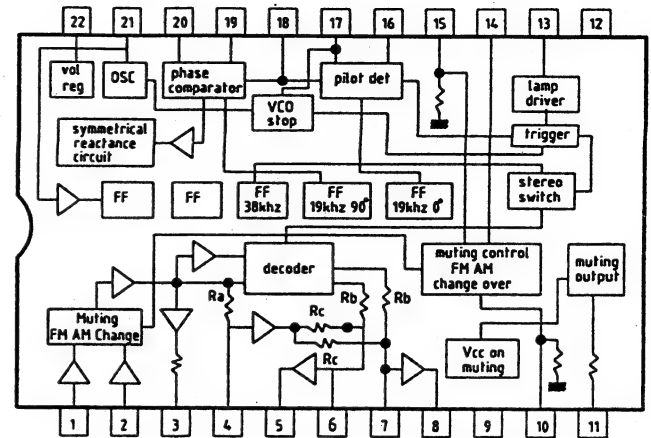 22 21 20 19 18 17 16 15 14 13 12
vol
reg
OSC
phase
comparator
VCO
stop
pilot det
lamp
driver
trigger
symmetrical
reactance
circuit
stereo
switch
FF
FF
FF
38khz
FF
19khz 90°
FF
19khz 0°
decoder
muting control
FM AM
change over
muting
output
Ra
Rb
Rb
Rc
Rc
Muting
FM AM Change
Vcc on
muting
1 2 3 4 5 6 7 8 9 10 11